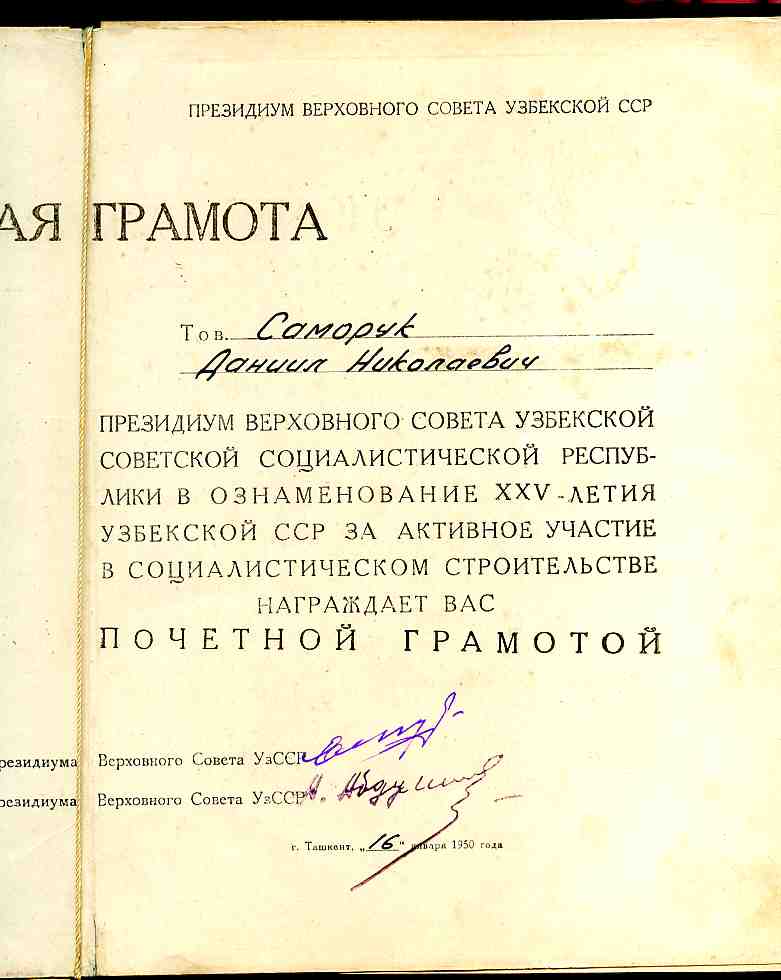 ПРЕЗИДИУМ ВЕРХОВНОГО СОВЕТА УЗБЕКСКОЙ ССР
АЯ ГРАМОТА
Тов. Саморук
Даниил Николаевич
ПРЕЗИДИУМ ВЕРХОВНОГО СОВЕТА УЗБЕКСКОЙ
СОВЕТСКОЙ СОЦИАЛИСТИЧЕСКОЙ РЕСПУБ-
ЛИКИ В ОЗНАМЕНОВАНИЕ XXV-ЛЕТИЯ
УЗБЕКСКОЙ ССР ЗА АКТИВНОЕ УЧАСТИЕ
В СОЦИАЛИСТИЧЕСКОМ СТРОИТЕЛЬСТВЕ
НАГРАЖДАЕТ ВАС
ПОЧЕТНОЙ ГРАМОТОЙ
резидиума Верховного Совета УзССР
резидиума Верховного Совета УзССР
г. Ташкент, „16" января 1950 года